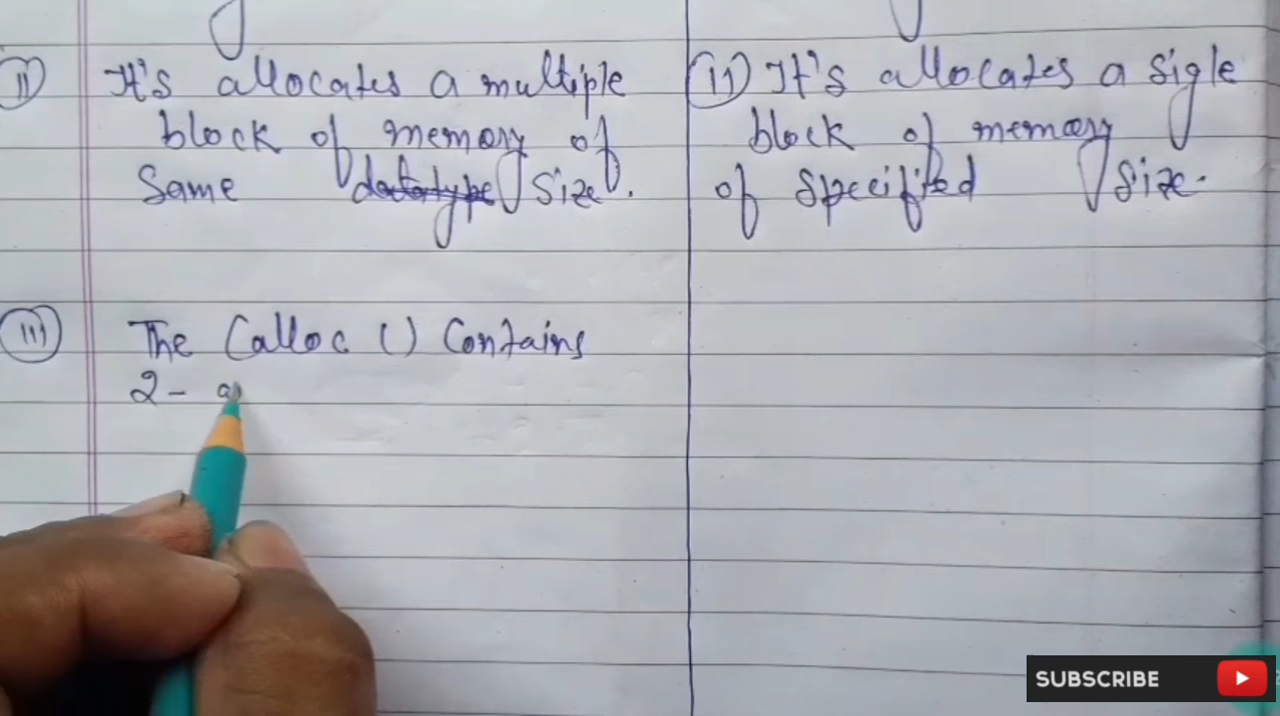 II) It's allocates a multiple
block of memory of
Same datatype Size.
(11) It's allocates a sigle
block of memory
of specified size.
III) The Calloc () Contains
2- a
SUBSCRIBE